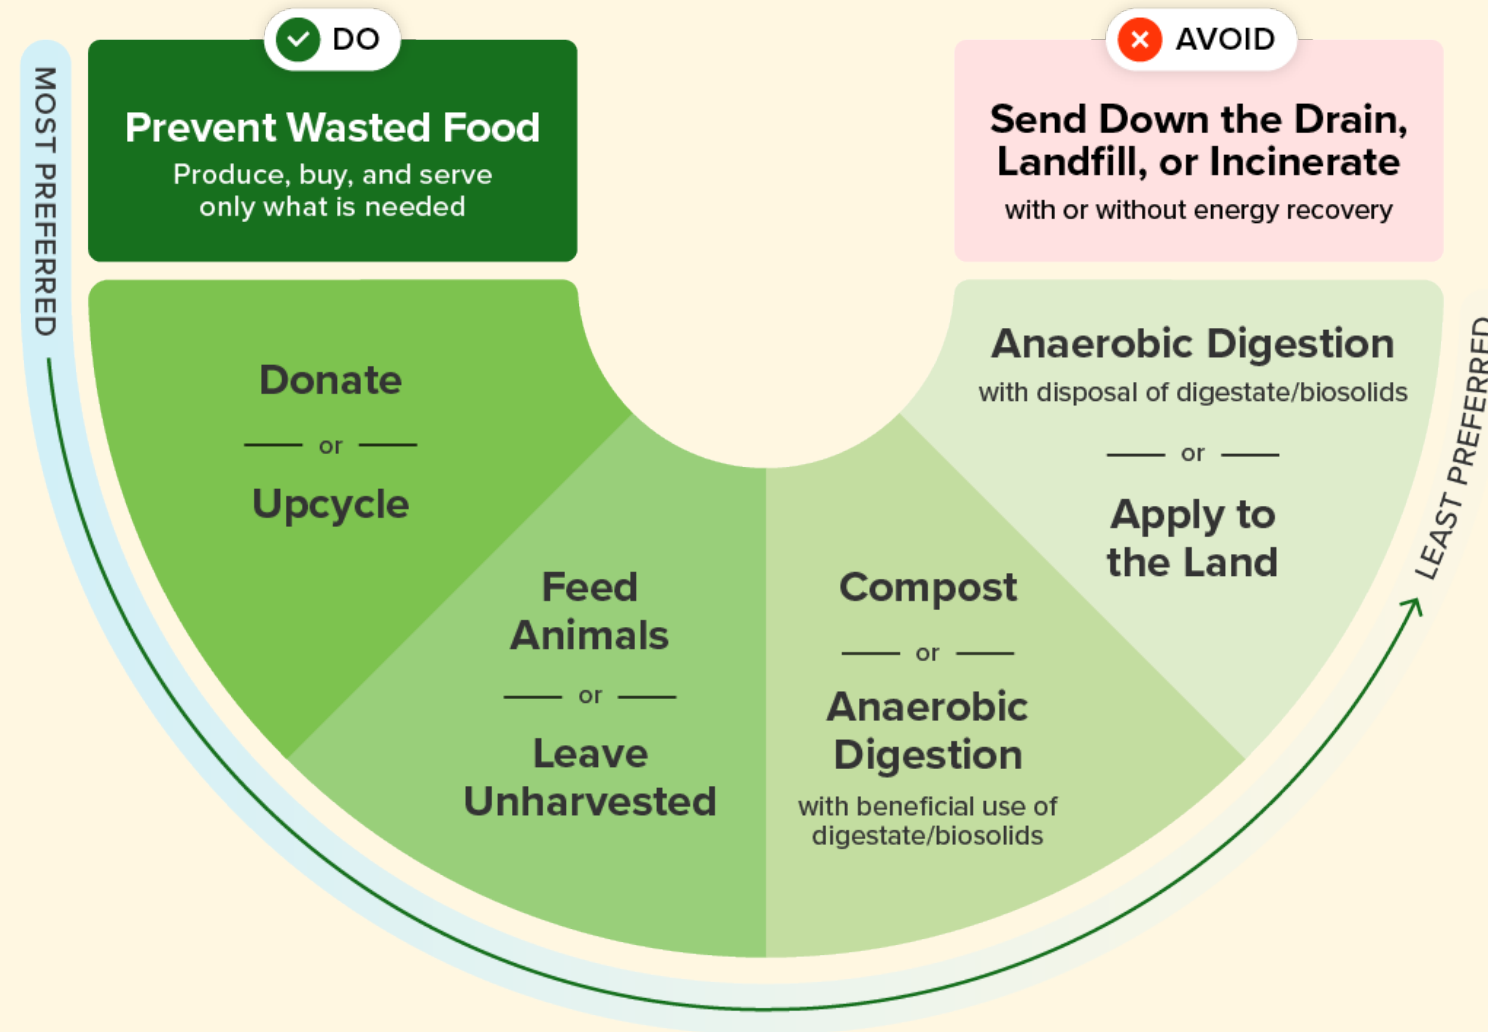 DO
Prevent Wasted Food
Produce, buy, and serve
only what is needed
AVOID
Send Down the Drain,
Landfill, or Incinerate
with or without energy recovery
MOST PREFERRED
Donate
or
Upcycle
Feed
Animals
or
Leave
Unharvested
Compost
or
Anaerobic
Digestion
with beneficial use of
digestate/biosolids
Anaerobic Digestion
with disposal of digestate/biosolids
or
Apply to
the Land
LEAST PREFERRED